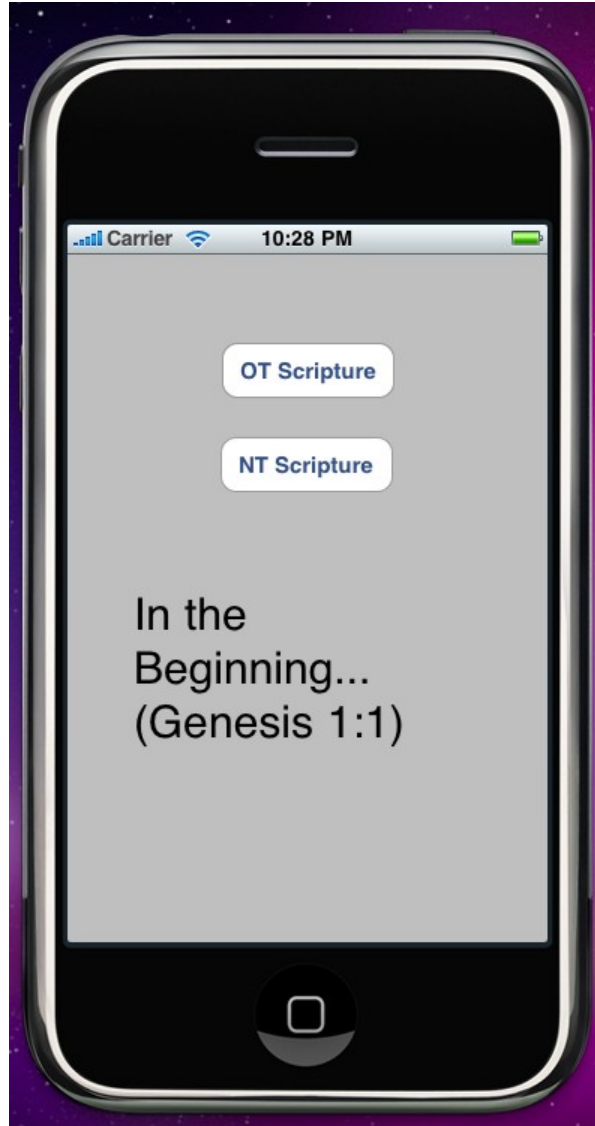 Carrier 10:28 PM
OT Scripture
NT Scripture
In the
Beginning...
(Genesis 1:1)